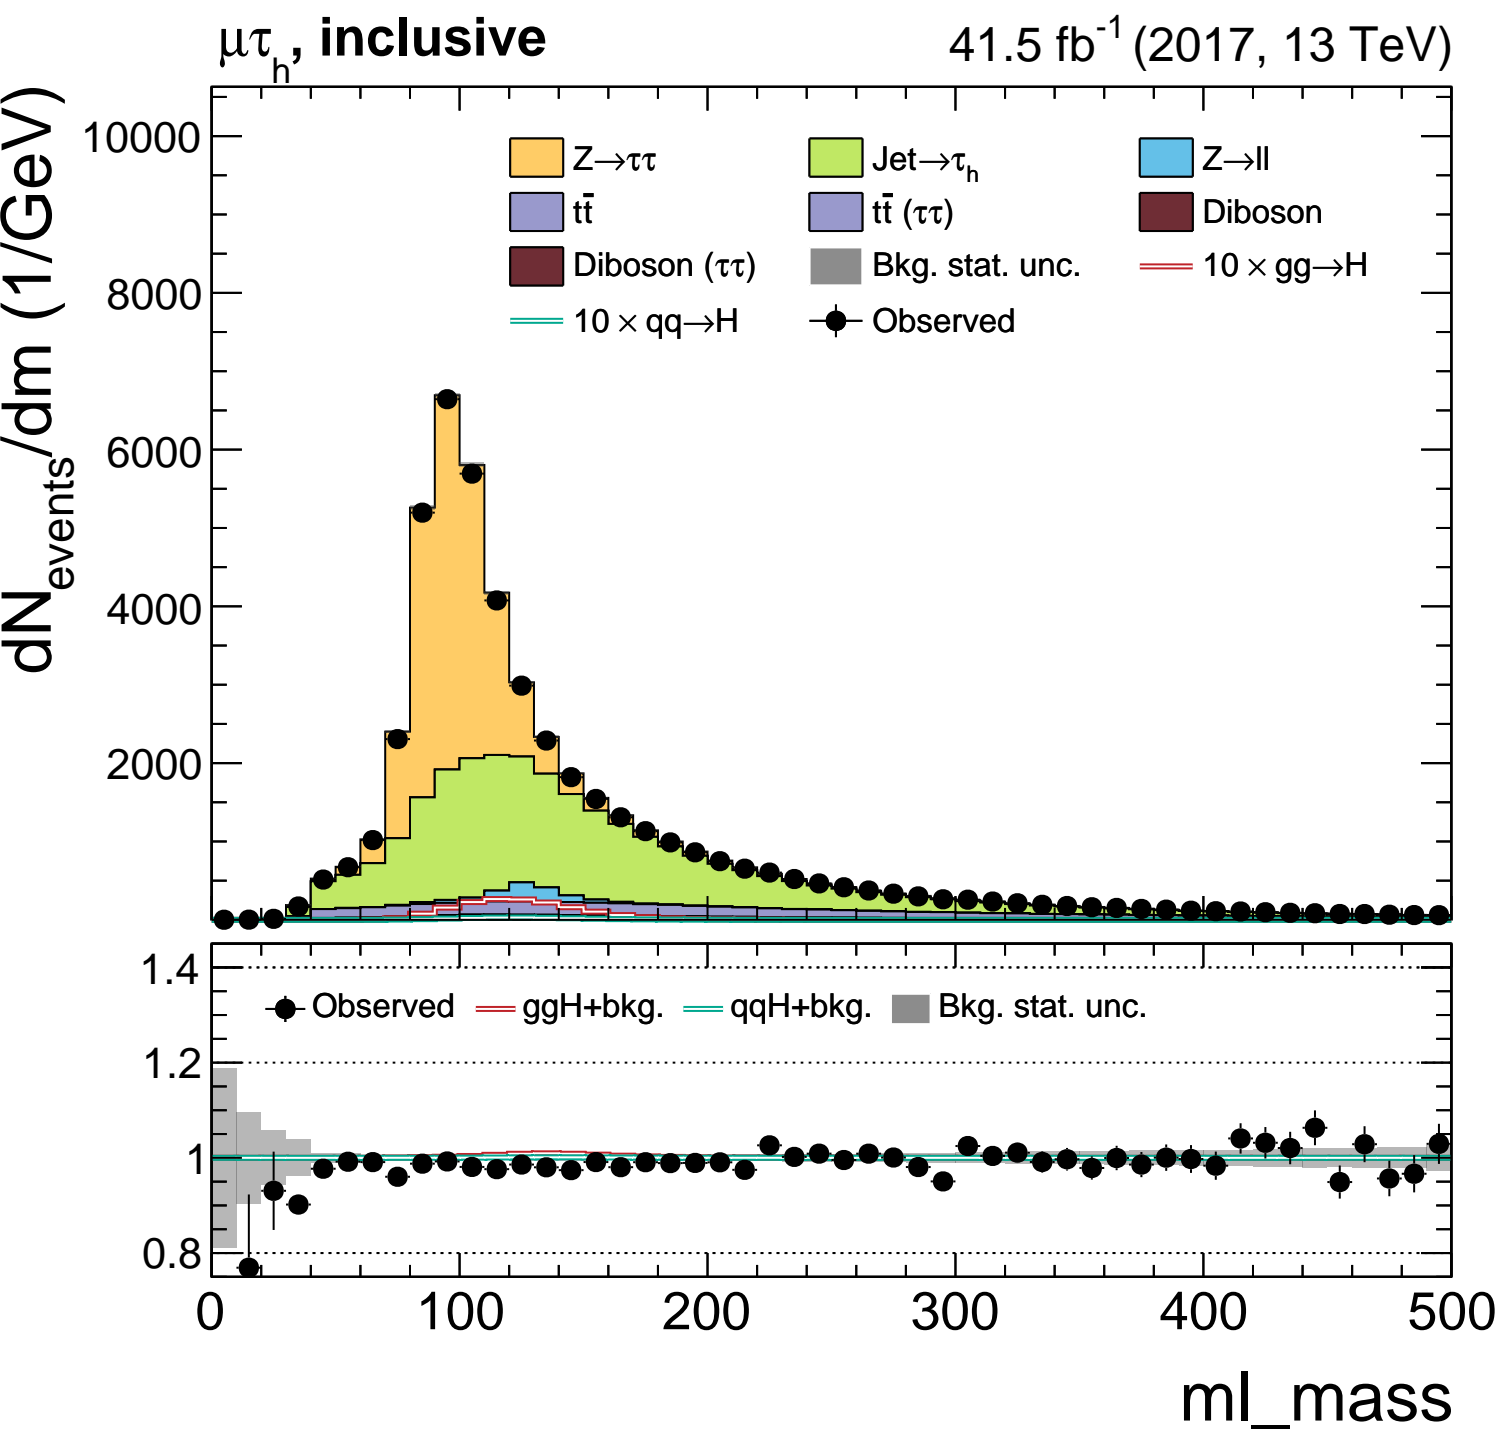 μτh, inclusive
41.5 fb-1 (2017, 13 TeV)
dNevents/dm (1/GeV)
10000
8000
6000
4000
2000
Z→ττ
Jet→τh
Z→ll
tt̄
tt̄ (ττ)
Diboson
Diboson (ττ)
Bkg. stat. unc.
10 × gg→H
10 × qq→H
Observed
1.4
1.2
1
0.8
Observed
ggH+bkg.
qqH+bkg.
Bkg. stat. unc.
0
100
200
300
400
500
ml_mass